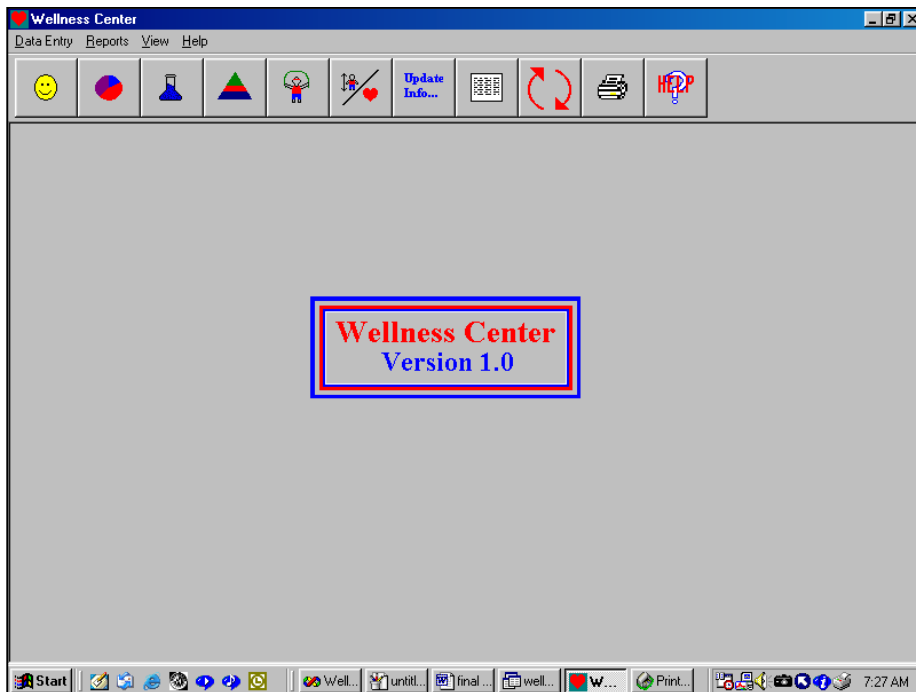 Wellness Center
Data Entry Reports View Help
Update
Info...
HELP
Wellness Center
Version 1.0
Start Well... untitl... final ... well... W... Print... 7:27 AM